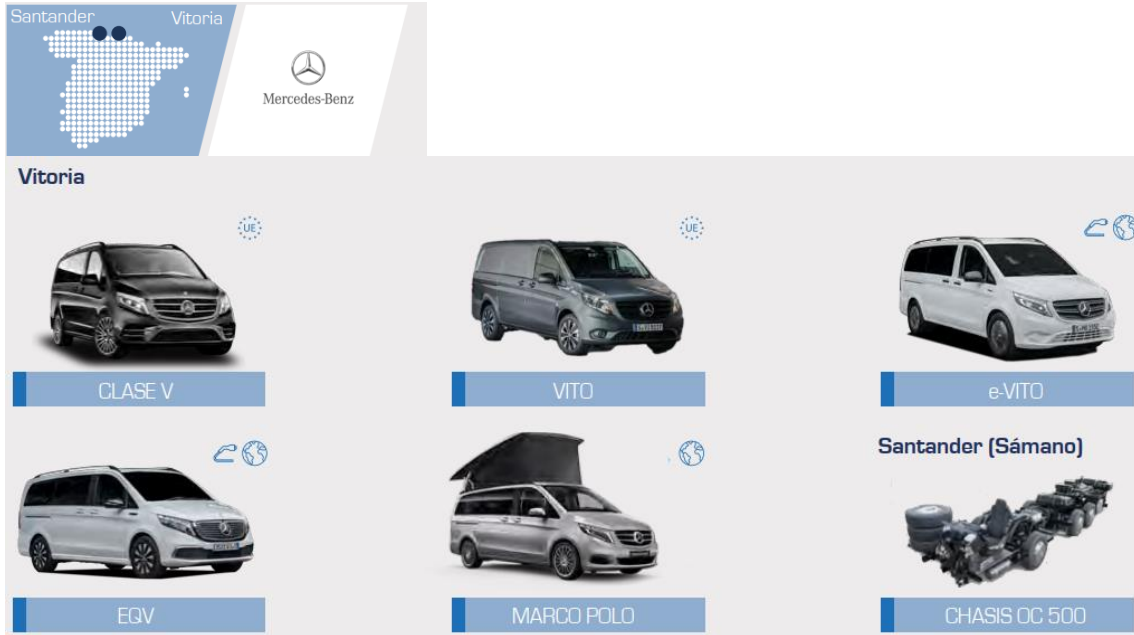 Santander Vitoria
Mercedes-Benz
Vitoria
UE
UE
CLASE V
VITO
e-VITO
Santander (Sámano)
EQV
MARCO POLO
CHASIS OC 500